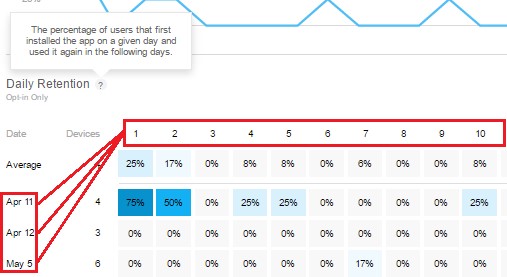 The percentage of users that first
installed the app on a given day and
used it again in the following days.
Daily Retention ?
Opt-in Only
Date Devices 1 2 3 4 5 6 7 8 9 10
Average 25% 17% 0% 8% 8% 0% 6% 0% 0% 8%
Apr 11 4 75% 50% 0% 25% 25% 0% 0% 0% 0% 25%
Apr 12 3 0% 0% 0% 0% 0% 0% 0% 0% 0% 0%
May 5 6 0% 0% 0% 0% 0% 0% 17% 0% 0% 0%